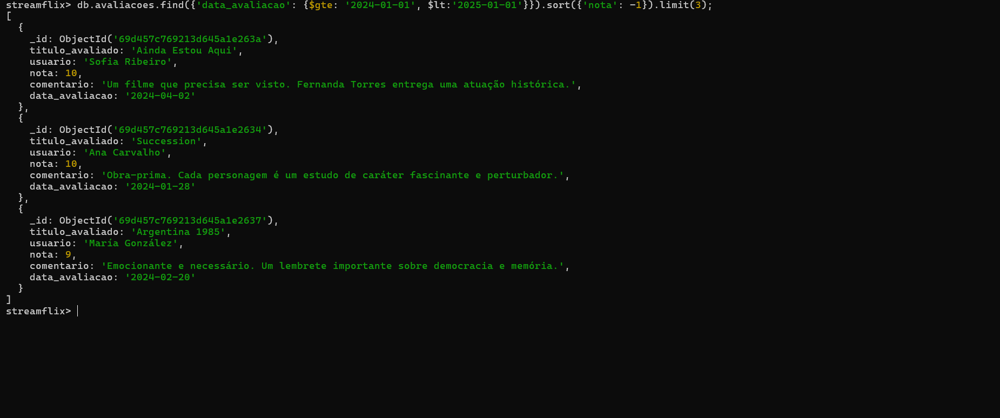 streamflix> db.avaliacoes.find({'data_avaliacao': {$gte: '2024-01-01', $lt:'2025-01-01'}}).sort({'nota': -1}).limit(3);
[
  {
    _id: ObjectId('69d457c769213d645a1e263a'),
    titulo_avaliado: 'Ainda Estou Aqui',
    usuario: 'Sofia Ribeiro',
    nota: 10,
    comentario: 'Um filme que precisa ser visto. Fernanda Torres entrega uma atuação histórica.',
    data_avaliacao: '2024-04-02'
  },
  {
    _id: ObjectId('69d457c769213d645a1e2634'),
    titulo_avaliado: 'Succession',
    usuario: 'Ana Carvalho',
    nota: 10,
    comentario: 'Obra-prima. Cada personagem é um estudo de caráter fascinante e perturbador.',
    data_avaliacao: '2024-01-28'
  },
  {
    _id: ObjectId('69d457c769213d645a1e2637'),
    titulo_avaliado: 'Argentina 1985',
    usuario: 'María González',
    nota: 9,
    comentario: 'Emocionante e necessário. Um lembrete importante sobre democracia e memória.',
    data_avaliacao: '2024-02-20'
  }
]
streamflix>